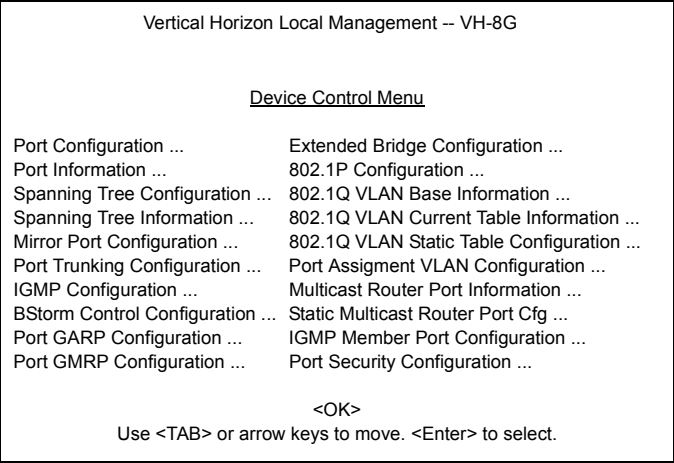 Vertical Horizon Local Management -- VH-8G
Device Control Menu
Port Configuration ... Extended Bridge Configuration ...
Port Information ... 802.1P Configuration ...
Spanning Tree Configuration ... 802.1Q VLAN Base Information ...
Spanning Tree Information ... 802.1Q VLAN Current Table Information ...
Mirror Port Configuration ... 802.1Q VLAN Static Table Configuration ...
Port Trunking Configuration ... Port Assigment VLAN Configuration ...
IGMP Configuration ... Multicast Router Port Information ...
BStorm Control Configuration ... Static Multicast Router Port Cfg ...
Port GARP Configuration ... IGMP Member Port Configuration ...
Port GMRP Configuration ... Port Security Configuration ...
<OK>
Use <TAB> or arrow keys to move. <Enter> to select.